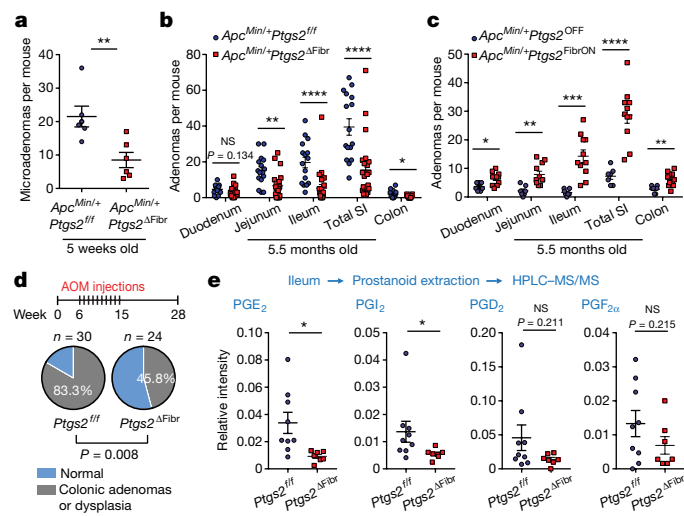 a
Microadenomas per mouse
50
40
30
20
10
0
**
Apc^Min/+ Ptgs2^f/f
Apc^Min/+ Ptgs2^ΔFibr
5 weeks old
b
Apc^Min/+Ptgs2^f/f
Apc^Min/+Ptgs2^ΔFibr
Adenomas per mouse
100
80
60
40
20
0
NS
P = 0.134
**
****
****
*
Duodenum
Jejunum
Ileum
Total SI
Colon
5.5 months old
c
Apc^Min/+Ptgs2^OFF
Apc^Min/+Ptgs2^FibrON
Adenomas per mouse
50
40
30
20
10
0
*
**
***
****
**
Duodenum
Jejunum
Ileum
Total SI
Colon
5.5 months old
d
AOM injections
Week
0 6 15 28
n = 30
n = 24
83.3%
45.8%
Ptgs2^f/f
Ptgs2^ΔFibr
P = 0.008
Normal
Colonic adenomas
or dysplasia
e
Ileum → Prostanoid extraction → HPLC–MS/MS
Relative intensity
PGE₂
0.10
0.08
0.06
0.04
0.02
0
*
Ptgs2^f/f
Ptgs2^ΔFibr
PGI₂
0.05
0.04
0.03
0.02
0.01
0
*
Ptgs2^f/f
Ptgs2^ΔFibr
PGD₂
0.20
0.15
0.10
0.05
0
NS
P = 0.211
Ptgs2^f/f
Ptgs2^ΔFibr
PGF₂α
0.04
0.03
0.02
0.01
0
NS
P = 0.215
Ptgs2^f/f
Ptgs2^ΔFibr